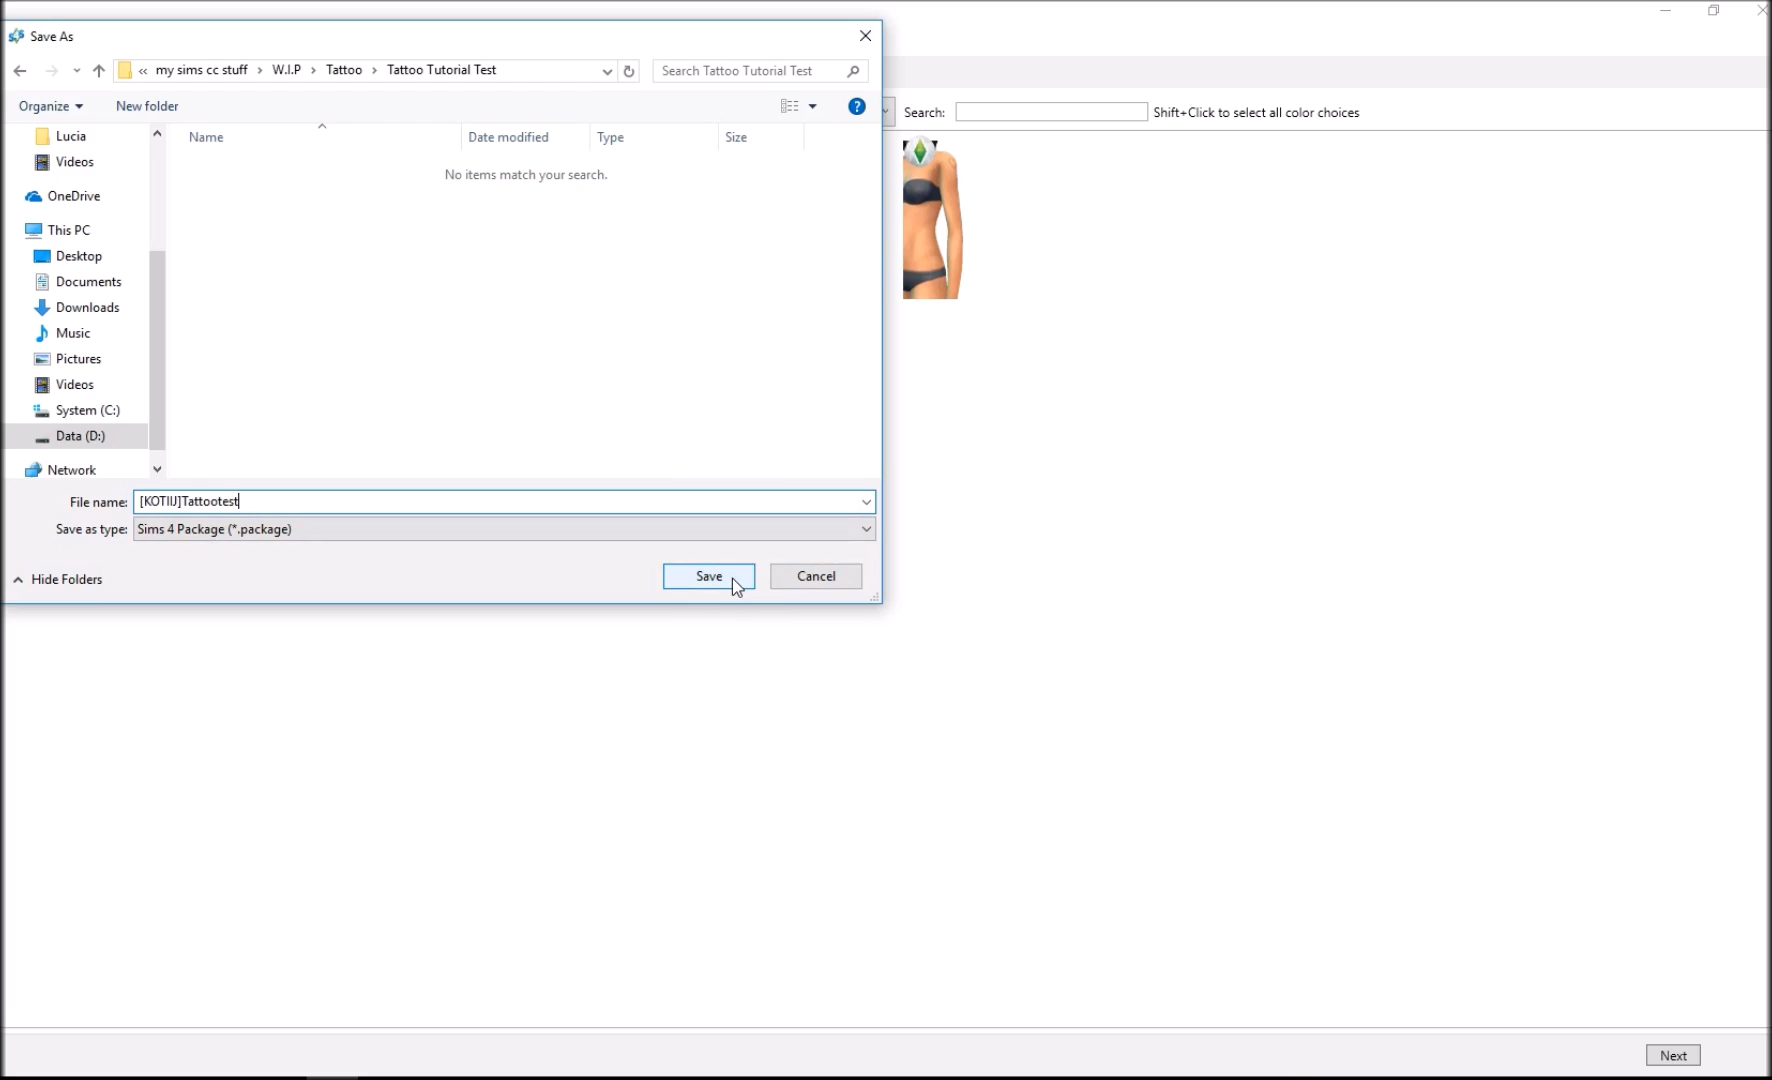 Save As
« my sims cc stuff › W.I.P › Tattoo › Tattoo Tutorial Test
Search Tattoo Tutorial Test
Organize
New folder
Search:
Shift+Click to select all color choices
Name
Date modified
Type
Size
No items match your search.
Lucia
Videos
OneDrive
This PC
Desktop
Documents
Downloads
Music
Pictures
Videos
System (C:)
Data (D:)
Network
File name: [KOTIIJ]Tattootest
Save as type: Sims 4 Package (*.package)
Hide Folders
Save
Cancel
Next